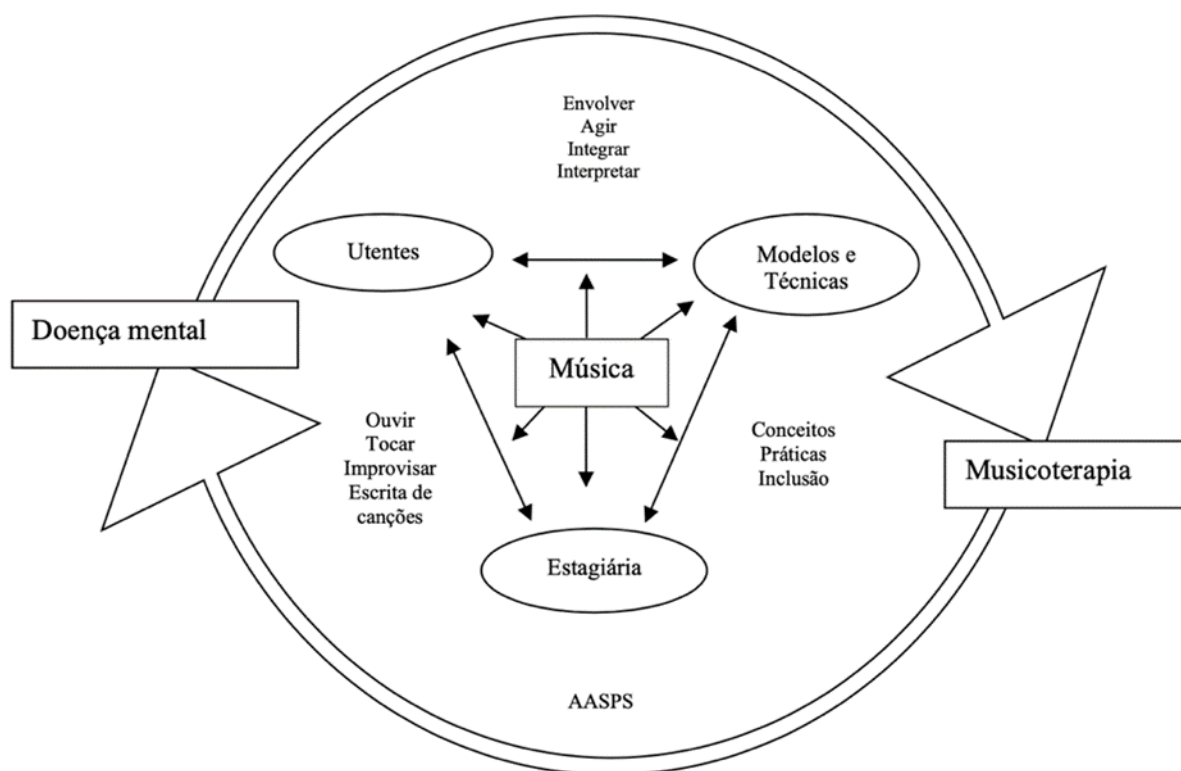 Envolver
Agir
Integrar
Interpretar
Utentes
Modelos e
Técnicas
Doença mental
Música
Ouvir
Tocar
Improvisar
Escrita de
canções
Conceitos
Práticas
Inclusão
Musicoterapia
Estagiária
AASPS